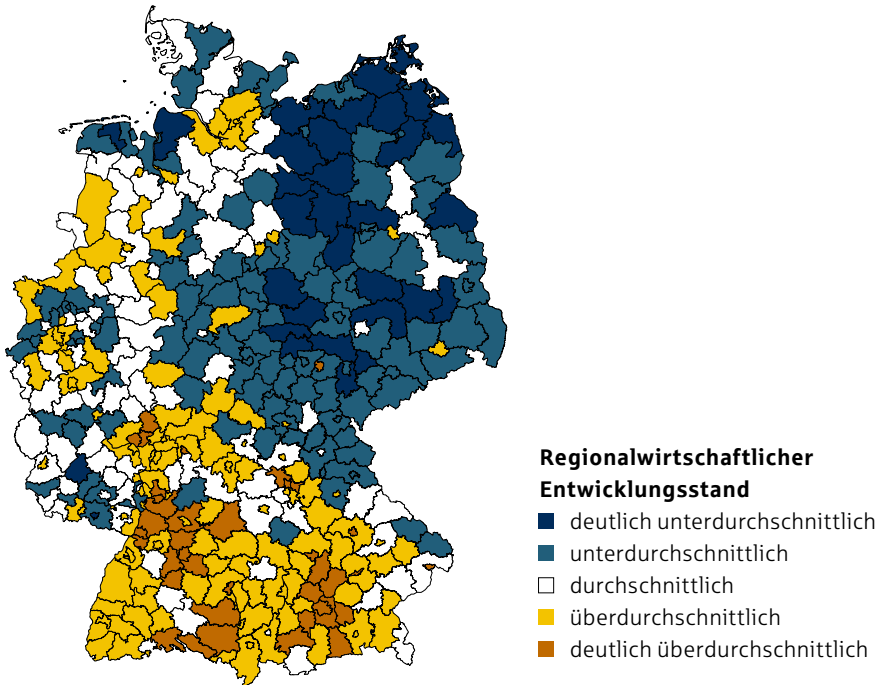 Regionalwirtschaftlicher
Entwicklungsstand
deutlich unterdurchschnittlich
unterdurchschnittlich
durchschnittlich
überdurchschnittlich
deutlich überdurchschnittlich